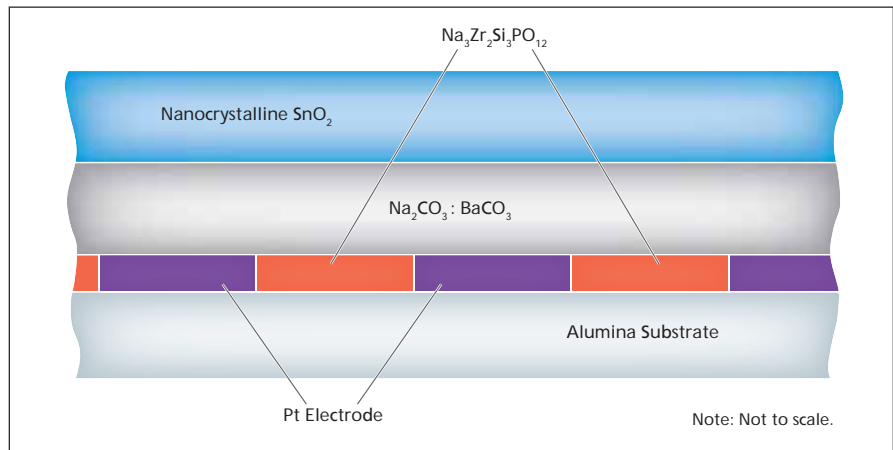 Na₃Zr₂Si₃PO₁₂
Nanocrystalline SnO₂
Na₂CO₃ : BaCO₃
Alumina Substrate
Pt Electrode
Note: Not to scale.